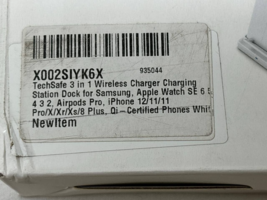 X002SIYK6X
935044
TechSafe 3 in 1 Wireless Charger Charging
Station Dock for Samsung, Apple Watch SE 6 5
4 3 2, Airpods Pro, iPhone 12/11/11
Pro/X/Xr/Xs/8 Plus, Qi-Certified Phones Whi
NewItem